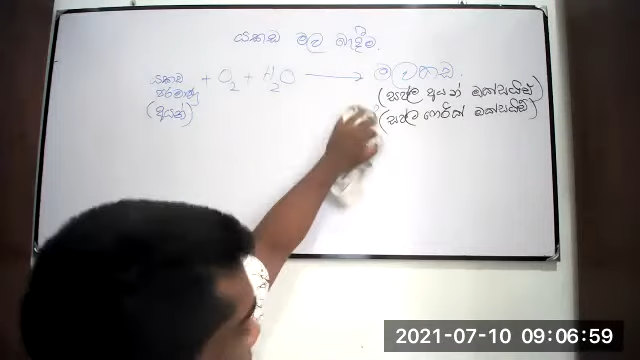 යකඩ මල බැඳීම.
යකඩ පරමාණු (අයන්) + O₂ + H₂O ⟶ මලකඩ.
(සජල අයන් ඔක්සයිඩ්)
(සජල ෆෙරික් ඔක්සයිඩ්)
2021-07-10 09:06:59